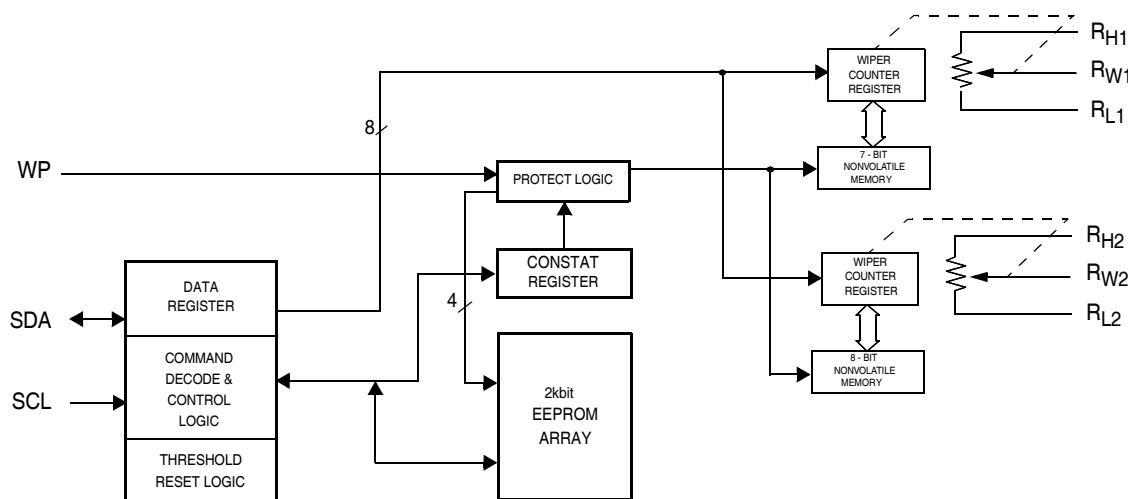 WIPER
COUNTER
REGISTER
RH1
RW1
RL1
8
WP
PROTECT LOGIC
7 - BIT
NONVOLATILE
MEMORY
CONSTAT
REGISTER
WIPER
COUNTER
REGISTER
RH2
RW2
RL2
DATA
REGISTER
4
SDA
COMMAND
DECODE &
CONTROL
LOGIC
SCL
2kbit
EEPROM
ARRAY
8 - BIT
NONVOLATILE
MEMORY
THRESHOLD
RESET LOGIC